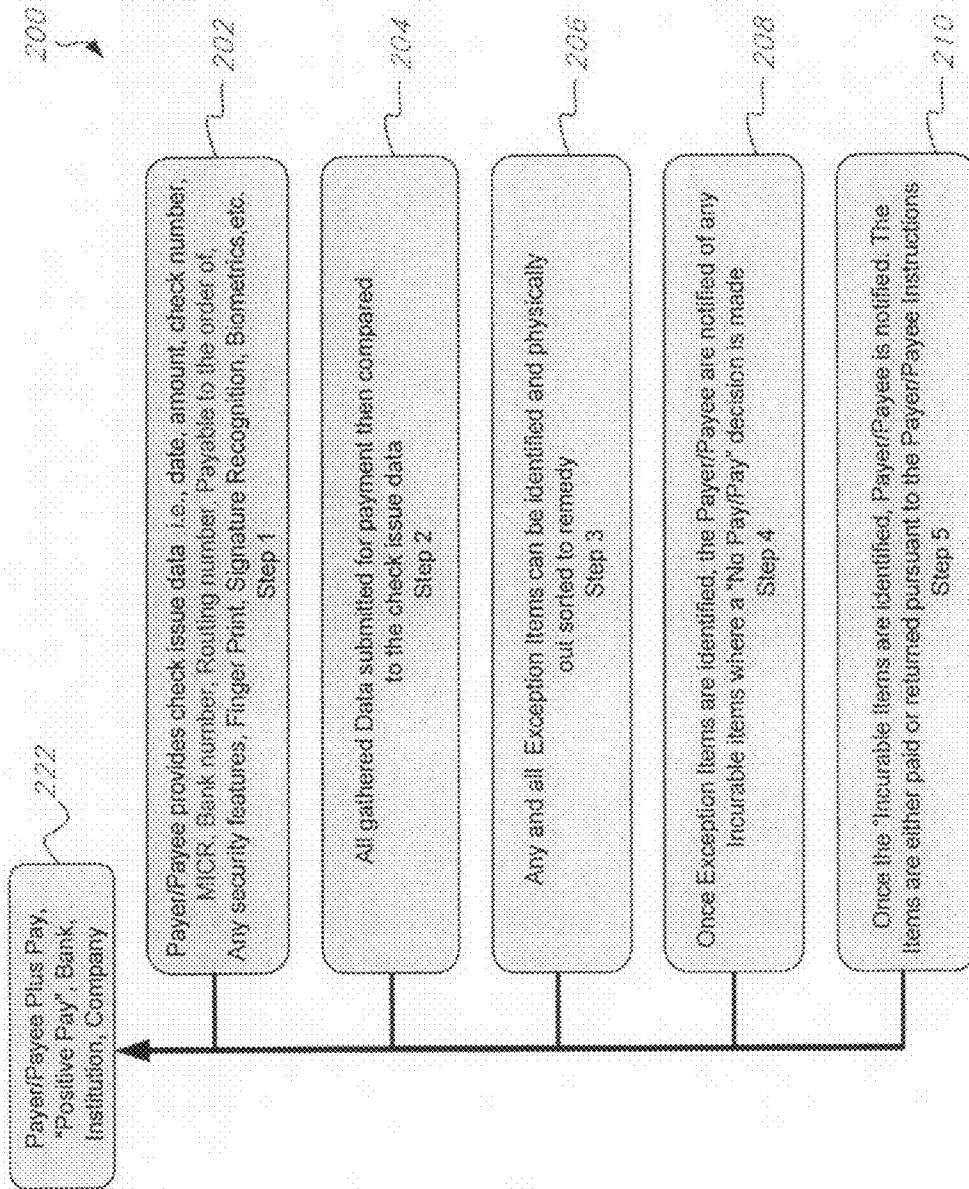 200
Payer/Payee Plus Pay,
"Positive Pay", Bank,
Institution, Company
222
Payer/Payee provides check issue data i.e., date, amount, check number,
MICR, Bank number, Routing number, Payable to the order of,
Any security features, Finger Print, Signature Recognition, Biometrics,etc.
Step 1
202
All gathered Data submitted for payment then compared
to the check issue data
Step 2
204
Any and all Exception Items can be identified and physically
out sorted to remedy
Step 3
206
Once Exception Items are identified, the Payer/Payee are notified of any
Incurable items where a "No Pay/Pay" decision is made
Step 4
208
Once the "Incurable Items are identified, Payer/Payee is notified. The
Items are either paid or returned pursuant to the Payer/Payee Instructions
Step 5
210